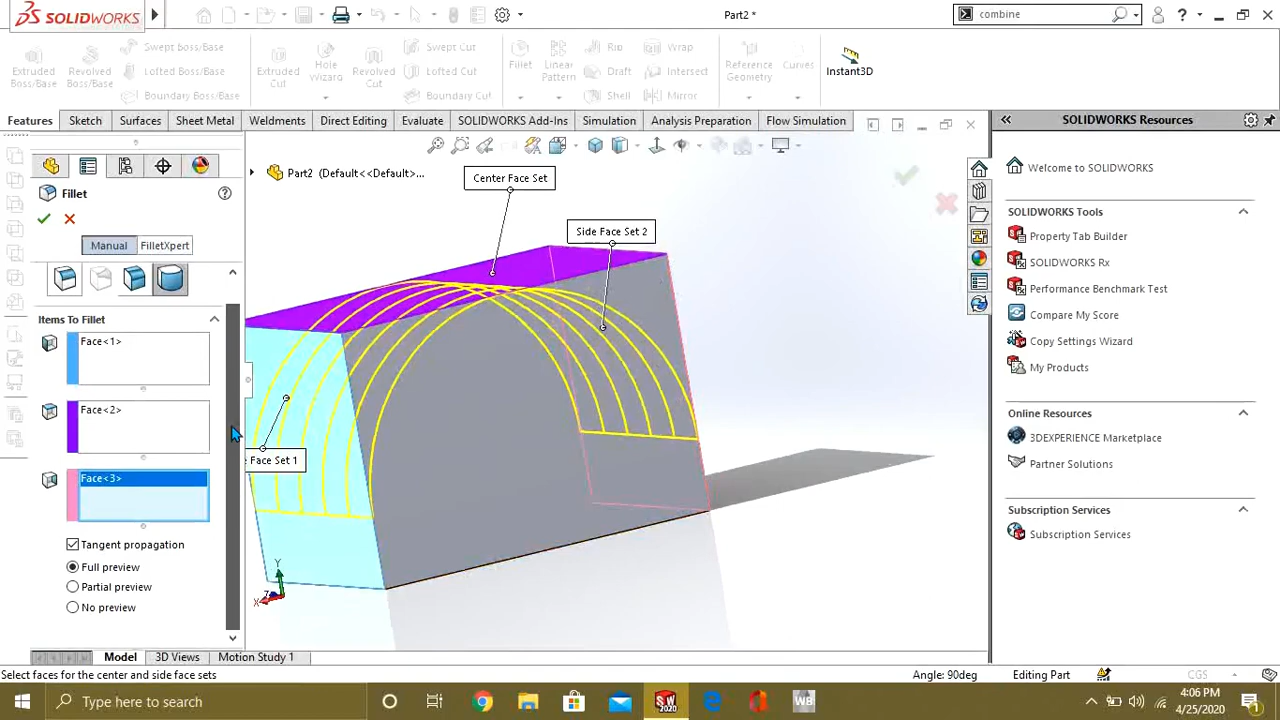 SOLIDWORKS
Part2 *
combine
Extruded Boss/Base
Revolved Boss/Base
Swept Boss/Base
Lofted Boss/Base
Boundary Boss/Base
Extruded Cut
Hole Wizard
Revolved Cut
Swept Cut
Lofted Cut
Boundary Cut
Fillet
Linear Pattern
Rib
Draft
Shell
Wrap
Intersect
Mirror
Reference Geometry
Curves
Instant3D
Features
Sketch
Surfaces
Sheet Metal
Weldments
Direct Editing
Evaluate
SOLIDWORKS Add-Ins
Simulation
Analysis Preparation
Flow Simulation
Fillet
Manual
FilletXpert
Items To Fillet
Face<1>
Face<2>
Face<3>
Tangent propagation
Full preview
Partial preview
No preview
Part2 (Default<<Default>...
Center Face Set
Side Face Set 2
e Face Set 1
Y
X
Z
SOLIDWORKS Resources
Welcome to SOLIDWORKS
SOLIDWORKS Tools
Property Tab Builder
SOLIDWORKS Rx
Performance Benchmark Test
Compare My Score
Copy Settings Wizard
My Products
Online Resources
3DEXPERIENCE Marketplace
Partner Solutions
Subscription Services
Subscription Services
Model
3D Views
Motion Study 1
Select faces for the center and side face sets
Angle: 90deg
Editing Part
CGS
Type here to search
SW
2020
WB
4:06 PM
4/25/2020
1